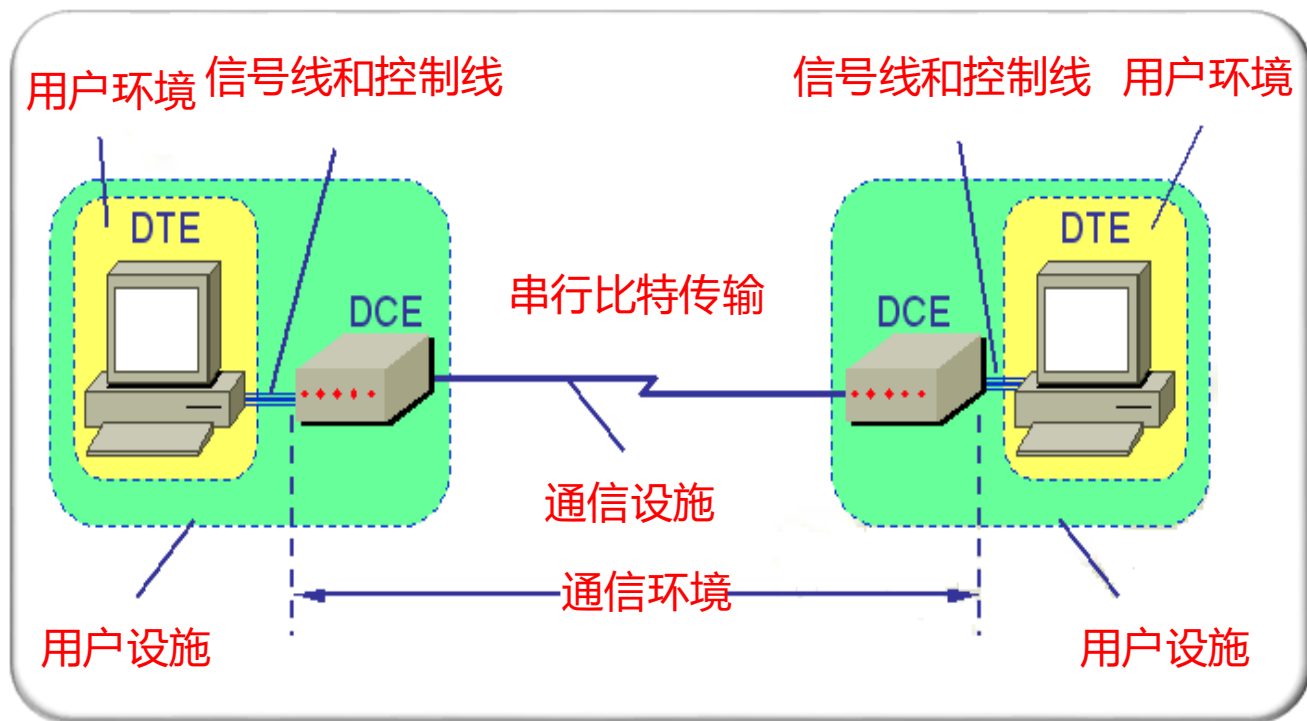 用户环境
信号线和控制线
信号线和控制线
用户环境
DTE
DTE
串行比特传输
DCE
DCE
通信设施
通信环境
用户设施
用户设施